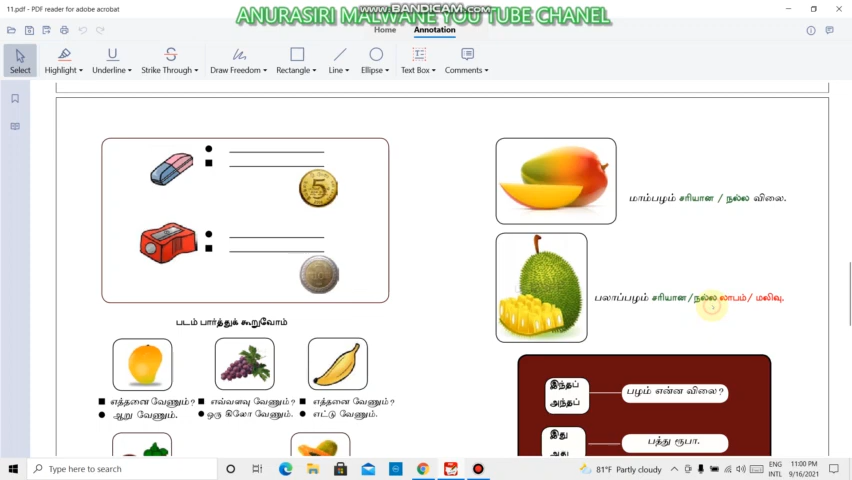 www.BANDICAM.com
ANURASIRI MALWANE YOU TUBE CHANEL
11.pdf - PDF reader for adobe acrobat
Home
Annotation
Select
Highlight
Underline
Strike Through
Draw Freedom
Rectangle
Line
Ellipse
Text Box
Comments
5
மாம்பழம் சரியான / நல்ல விலை.
பலாப்பழம் சரியான/நல்ல லாபம்/ மலிவு.
படம் பார்த்துக் கூறுவோம்
எத்தனை வேணும்? எவ்வளவு வேணும்? எத்தனை வேணும்?
ஆறு வேணும். ஒரு கிலோ வேணும். எட்டு வேணும்.
இந்தப்
அந்தப்
பழம் என்ன விலை?
இது
அது
பத்து ரூபா.
Type here to search
81°F Partly cloudy
ENG
INTL
11:00 PM
9/16/2021